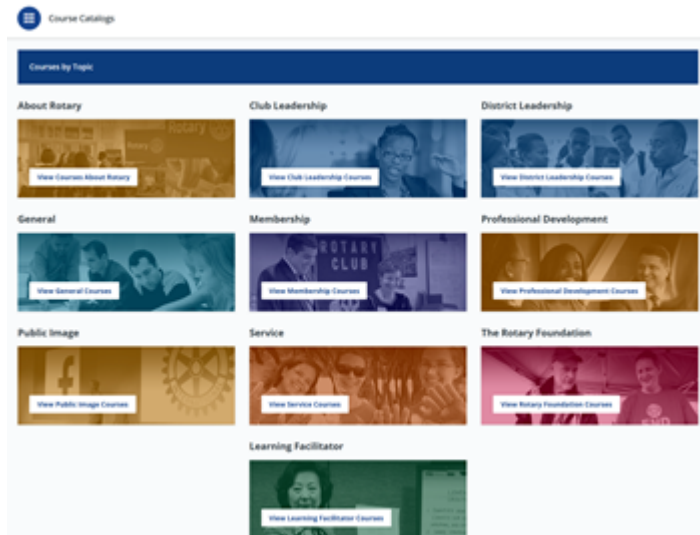 Course Catalogs
Courses by Topic
About Rotary
Club Leadership
District Leadership
Rotary
Rotary
View Courses About Rotary
View Club Leadership Courses
View District Leadership Courses
General
Membership
Professional Development
ROTARY
CLUB
View General Courses
View Membership Courses
View Professional Development Courses
Public Image
Service
The Rotary Foundation
f
View Public Image Courses
View Service Courses
View Rotary Foundation Courses
END
Learning Facilitator
View Learning Facilitator Courses